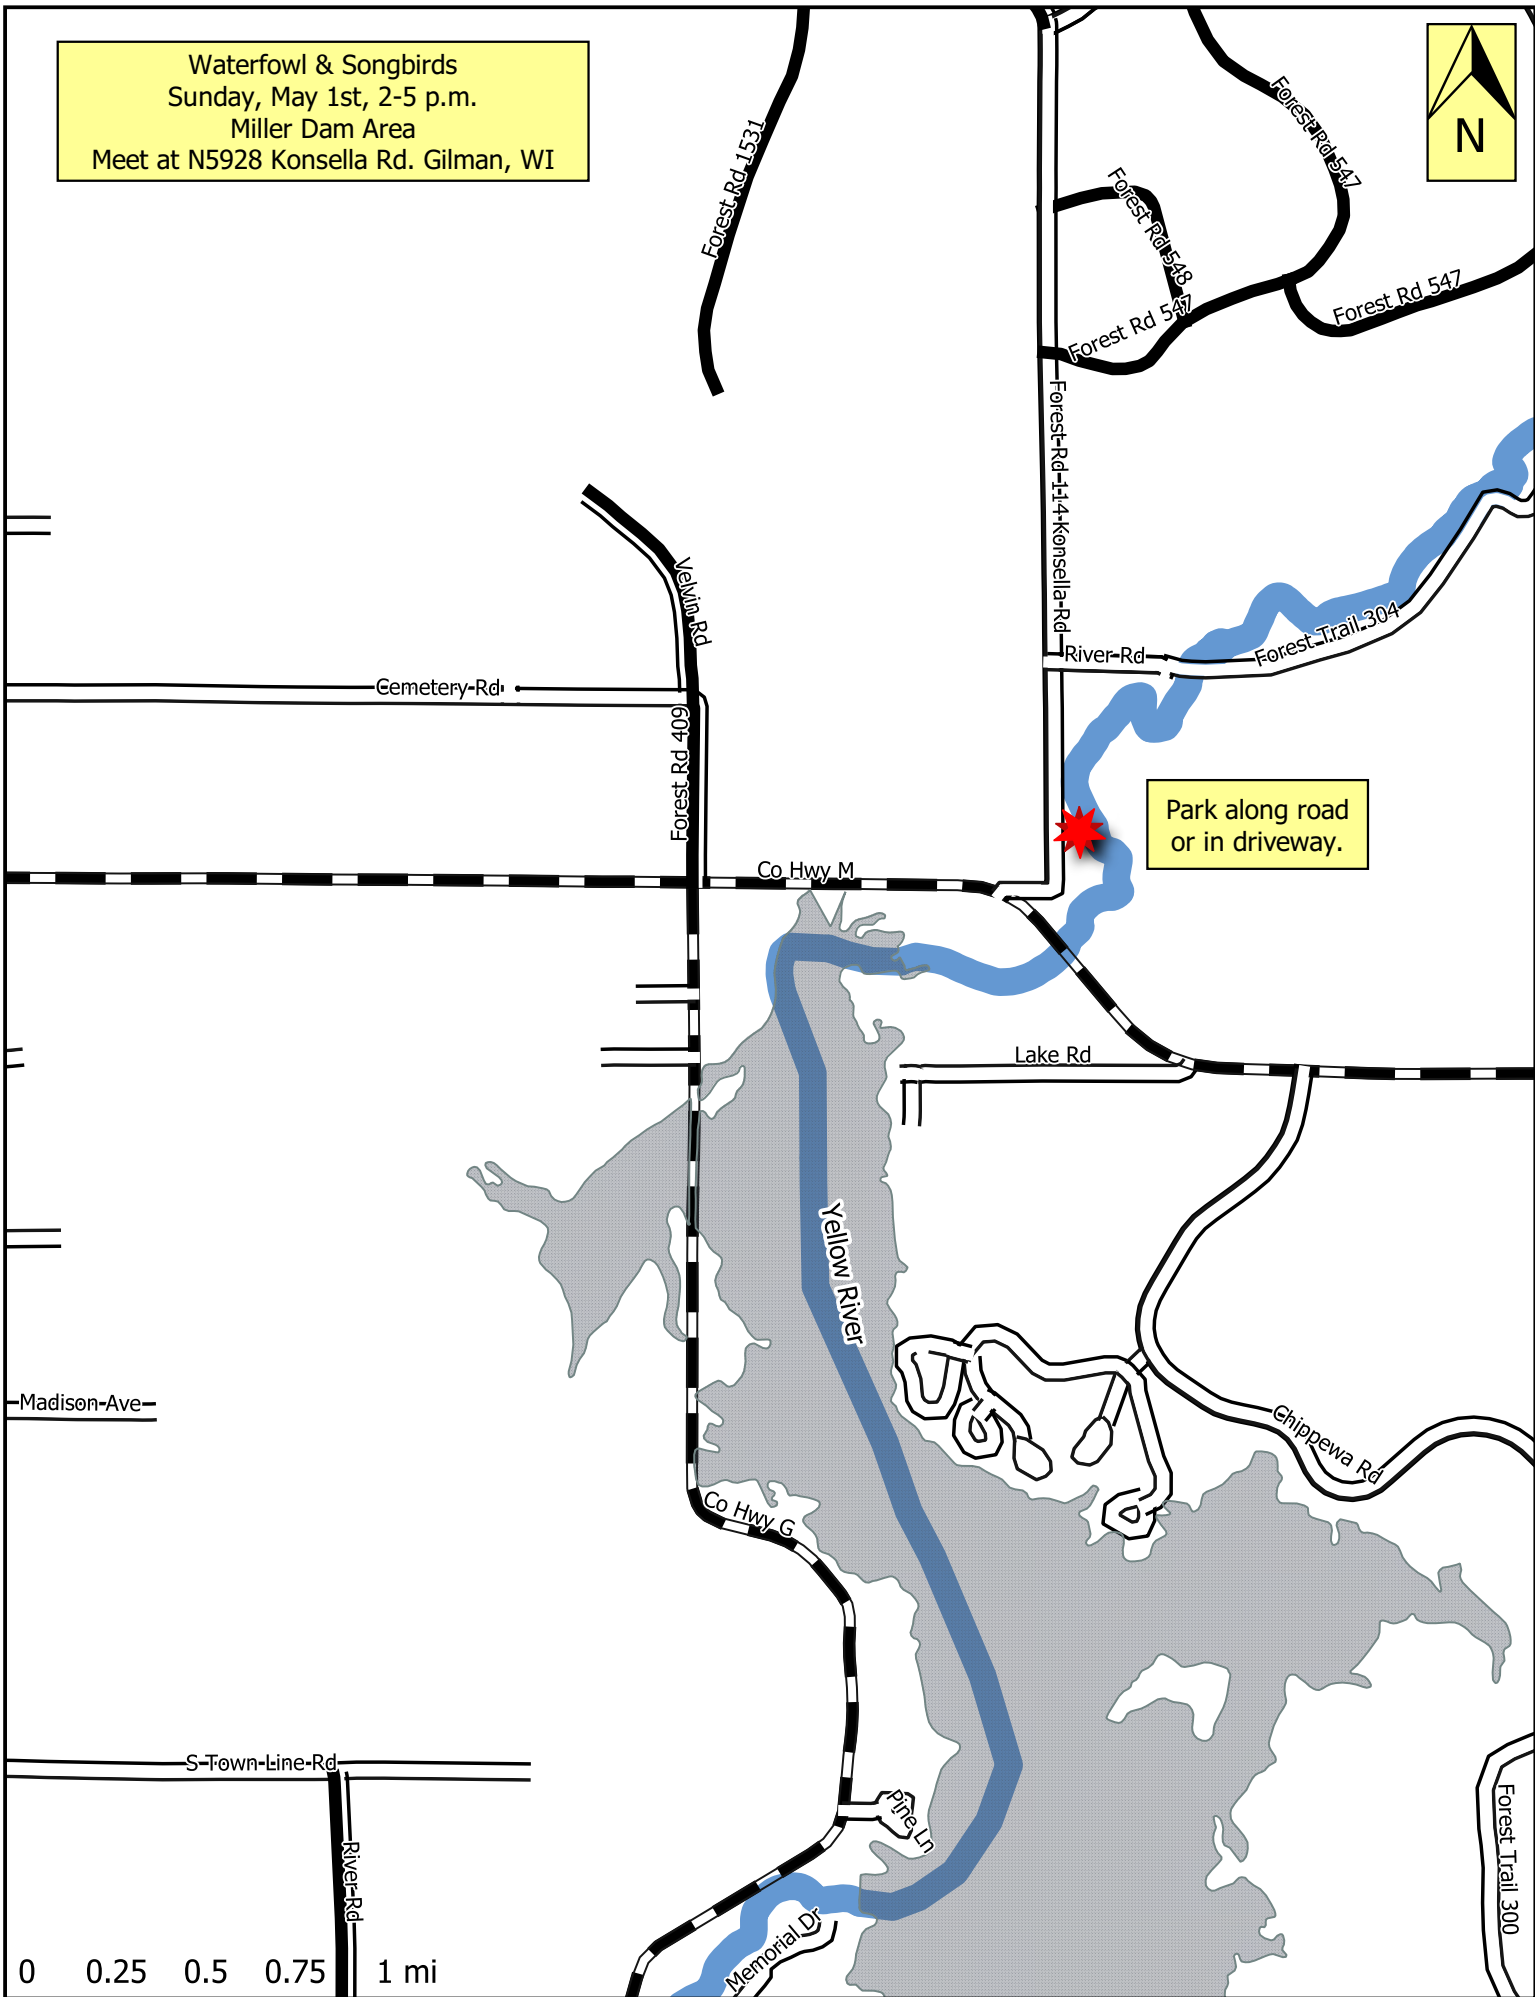 Waterfowl & Songbirds
Sunday, May 1st, 2-5 p.m.
Miller Dam Area
Meet at N5928 Konsella Rd. Gilman, WI
N
Forest Rd 1531
Forest Rd 547
Forest Rd 548
Forest Rd 547
Forest Rd 547
Forest Rd 114 Konsella Rd
Velvin Rd
River Rd
Forest Trail 304
Cemetery Rd
Forest Rd 409
Park along road
or in driveway.
Co Hwy M
Lake Rd
Yellow River
Madison Ave
Chippewa Rd
Co Hwy G
S Town Line Rd
Pine Ln
River Rd
Forest Trail 300
Memorial Dr
0 0.25 0.5 0.75 1 mi